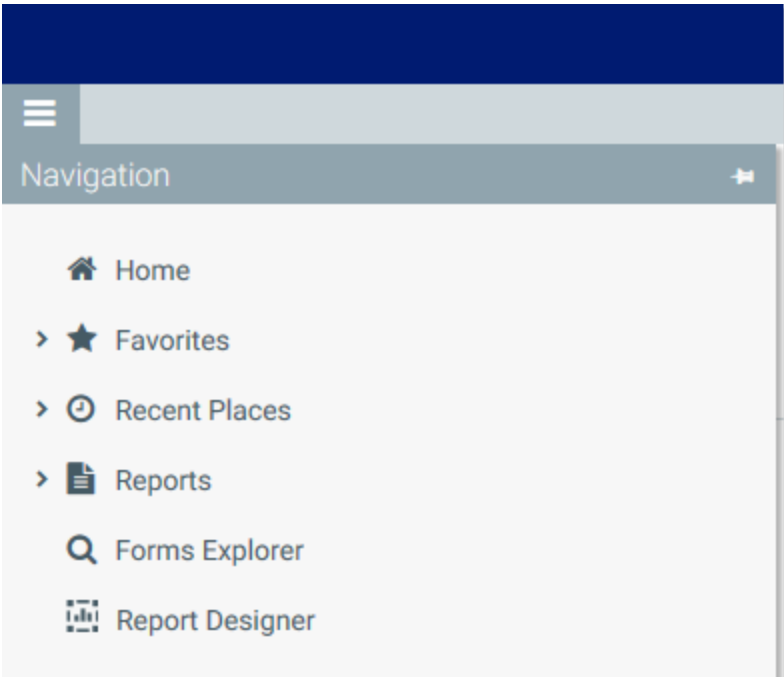 Navigation
Home
Favorites
Recent Places
Reports
Forms Explorer
Report Designer